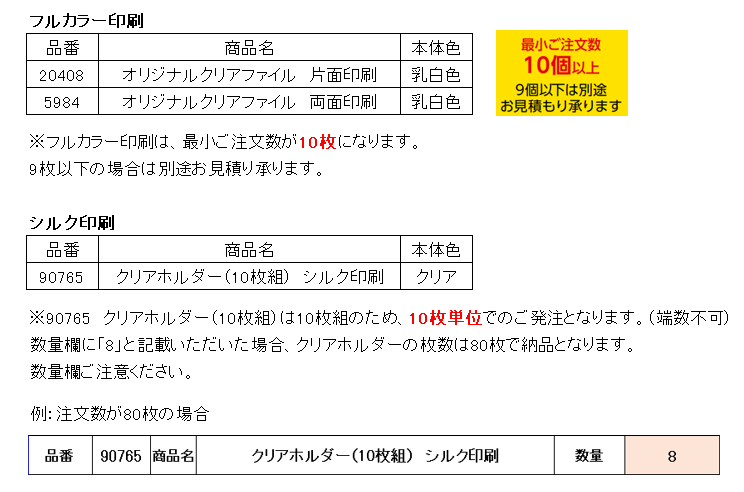 フルカラー印刷
品番 商品名 本体色
20408 オリジナルクリアファイル 片面印刷 乳白色
5984 オリジナルクリアファイル 両面印刷 乳白色
最小ご注文数
10個以上
9個以下は別途
お見積もり承ります
※フルカラー印刷は、最小ご注文数が10枚になります。
9枚以下の場合は別途お見積り承ります。
シルク印刷
品番 商品名 本体色
90765 クリアホルダー(10枚組) シルク印刷 クリア
※90765 クリアホルダー(10枚組)は10枚組のため、10枚単位でのご発注となります。(端数不可)
数量欄に「8」と記載いただいた場合、クリアホルダーの枚数は80枚で納品となります。
数量欄ご注意ください。
例:注文数が80枚の場合
品番 90765 商品名 クリアホルダー(10枚組) シルク印刷 数量 8